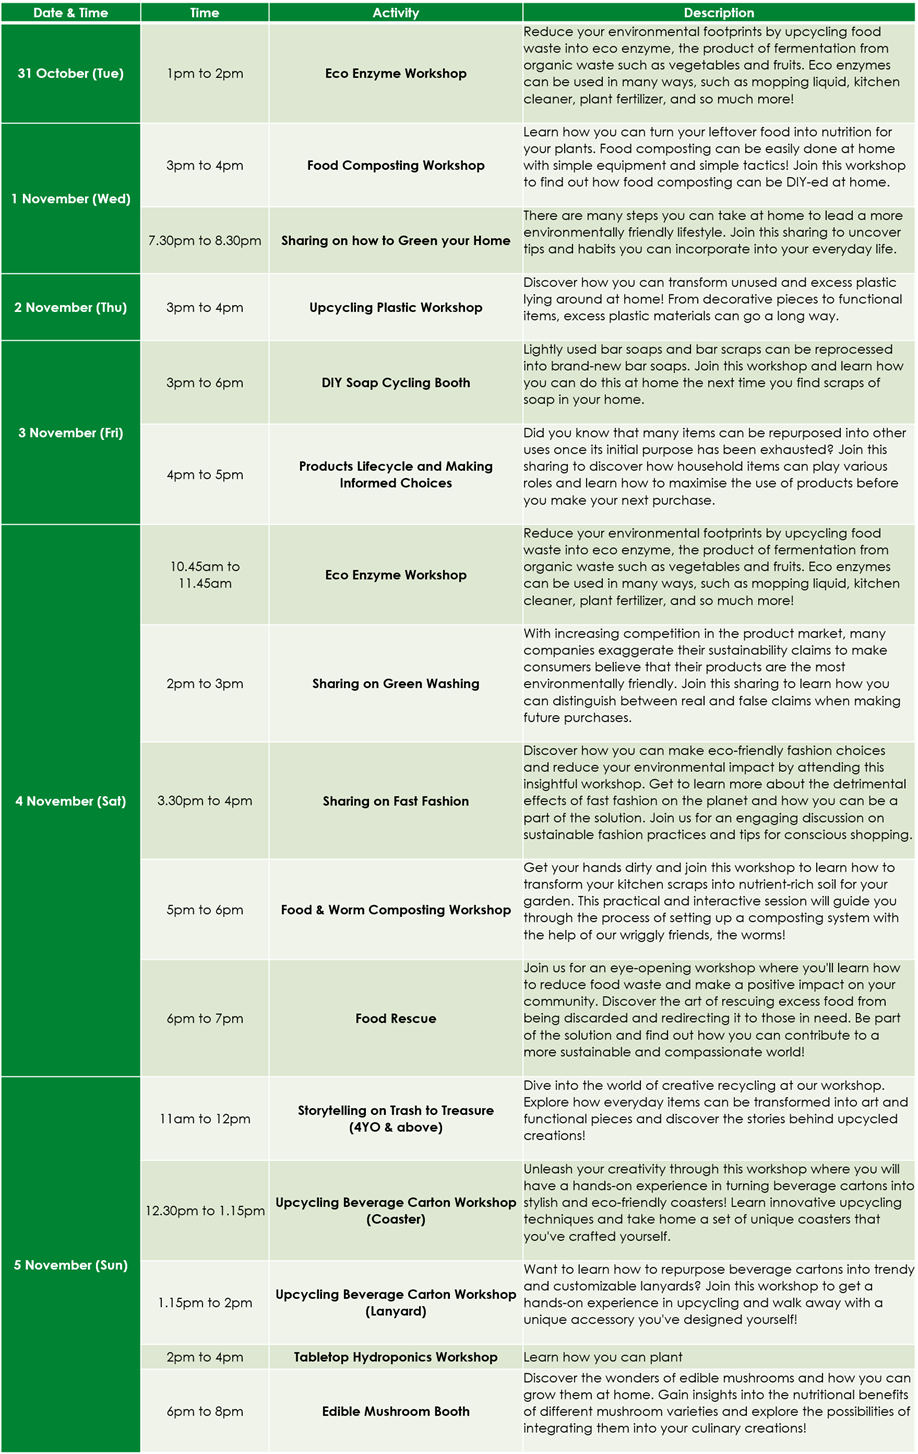 Date & Time
Time
Activity
Description
31 October (Tue)
1pm to 2pm
Eco Enzyme Workshop
Reduce your environmental footprints by upcycling food
waste into eco enzyme, the product of fermentation from
organic waste such as vegetables and fruits. Eco enzymes
can be used in many ways, such as mopping liquid, kitchen
cleaner, plant fertilizer, and so much more!
1 November (Wed)
3pm to 4pm
Food Composting Workshop
Learn how you can turn your leftover food into nutrition for
your plants. Food composting can be easily done at home
with simple equipment and simple tactics! Join this workshop
to find out how food composting can be DIY-ed at home.
7.30pm to 8.30pm
Sharing on how to Green your Home
There are many steps you can take at home to lead a more
environmentally friendly lifestyle. Join this sharing to uncover
tips and habits you can incorporate into your everyday life.
2 November (Thu)
3pm to 4pm
Upcycling Plastic Workshop
Discover how you can transform unused and excess plastic
lying around at home! From decorative pieces to functional
items, excess plastic materials can go a long way.
3 November (Fri)
3pm to 6pm
DIY Soap Cycling Booth
Lightly used bar soaps and bar scraps can be reprocessed
into brand-new bar soaps. Join this workshop and learn how
you can do this at home the next time you find scraps of
soap in your home.
4pm to 5pm
Products Lifecycle and Making
Informed Choices
Did you know that many items can be repurposed into other
uses once its initial purpose has been exhausted? Join this
sharing to discover how household items can play various
roles and learn how to maximise the use of products before
you make your next purchase.
4 November (Sat)
10.45am to
11.45am
Eco Enzyme Workshop
Reduce your environmental footprints by upcycling food
waste into eco enzyme, the product of fermentation from
organic waste such as vegetables and fruits. Eco enzymes
can be used in many ways, such as mopping liquid, kitchen
cleaner, plant fertilizer, and so much more!
2pm to 3pm
Sharing on Green Washing
With increasing competition in the product market, many
companies exaggerate their sustainability claims to make
consumers believe that their products are the most
environmentally friendly. Join this sharing to learn how you
can distinguish between real and false claims when making
future purchases.
3.30pm to 4pm
Sharing on Fast Fashion
Discover how you can make eco-friendly fashion choices
and reduce your environmental impact by attending this
insightful workshop. Get to learn more about the detrimental
effects of fast fashion on the planet and how you can be a
part of the solution. Join us for an engaging discussion on
sustainable fashion practices and tips for conscious shopping.
5pm to 6pm
Food & Worm Composting Workshop
Get your hands dirty and join this workshop to learn how to
transform your kitchen scraps into nutrient-rich soil for your
garden. This practical and interactive session will guide you
through the process of setting up a composting system with
the help of our wriggly friends, the worms!
6pm to 7pm
Food Rescue
Join us for an eye-opening workshop where you'll learn how
to reduce food waste and make a positive impact on your
community. Discover the art of rescuing excess food from
being discarded and redirecting it to those in need. Be part
of the solution and find out how you can contribute to a
more sustainable and compassionate world!
5 November (Sun)
11am to 12pm
Storytelling on Trash to Treasure
(4YO & above)
Dive into the world of creative recycling at our workshop.
Explore how everyday items can be transformed into art and
functional pieces and discover the stories behind upcycled
creations!
12.30pm to 1.15pm
Upcycling Beverage Carton Workshop
(Coaster)
Unleash your creativity through this workshop where you will
have a hands-on experience in turning beverage cartons into
stylish and eco-friendly coasters! Learn innovative upcycling
techniques and take home a set of unique coasters that
you've crafted yourself.
1.15pm to 2pm
Upcycling Beverage Carton Workshop
(Lanyard)
Want to learn how to repurpose beverage cartons into trendy
and customizable lanyards? Join this workshop to get a
hands-on experience in upcycling and walk away with a
unique accessory you've designed yourself!
2pm to 4pm
Tabletop Hydroponics Workshop
Learn how you can plant
6pm to 8pm
Edible Mushroom Booth
Discover the wonders of edible mushrooms and how you can
grow them at home. Gain insights into the nutritional benefits
of different mushroom varieties and explore the possibilities of
integrating them into your culinary creations!